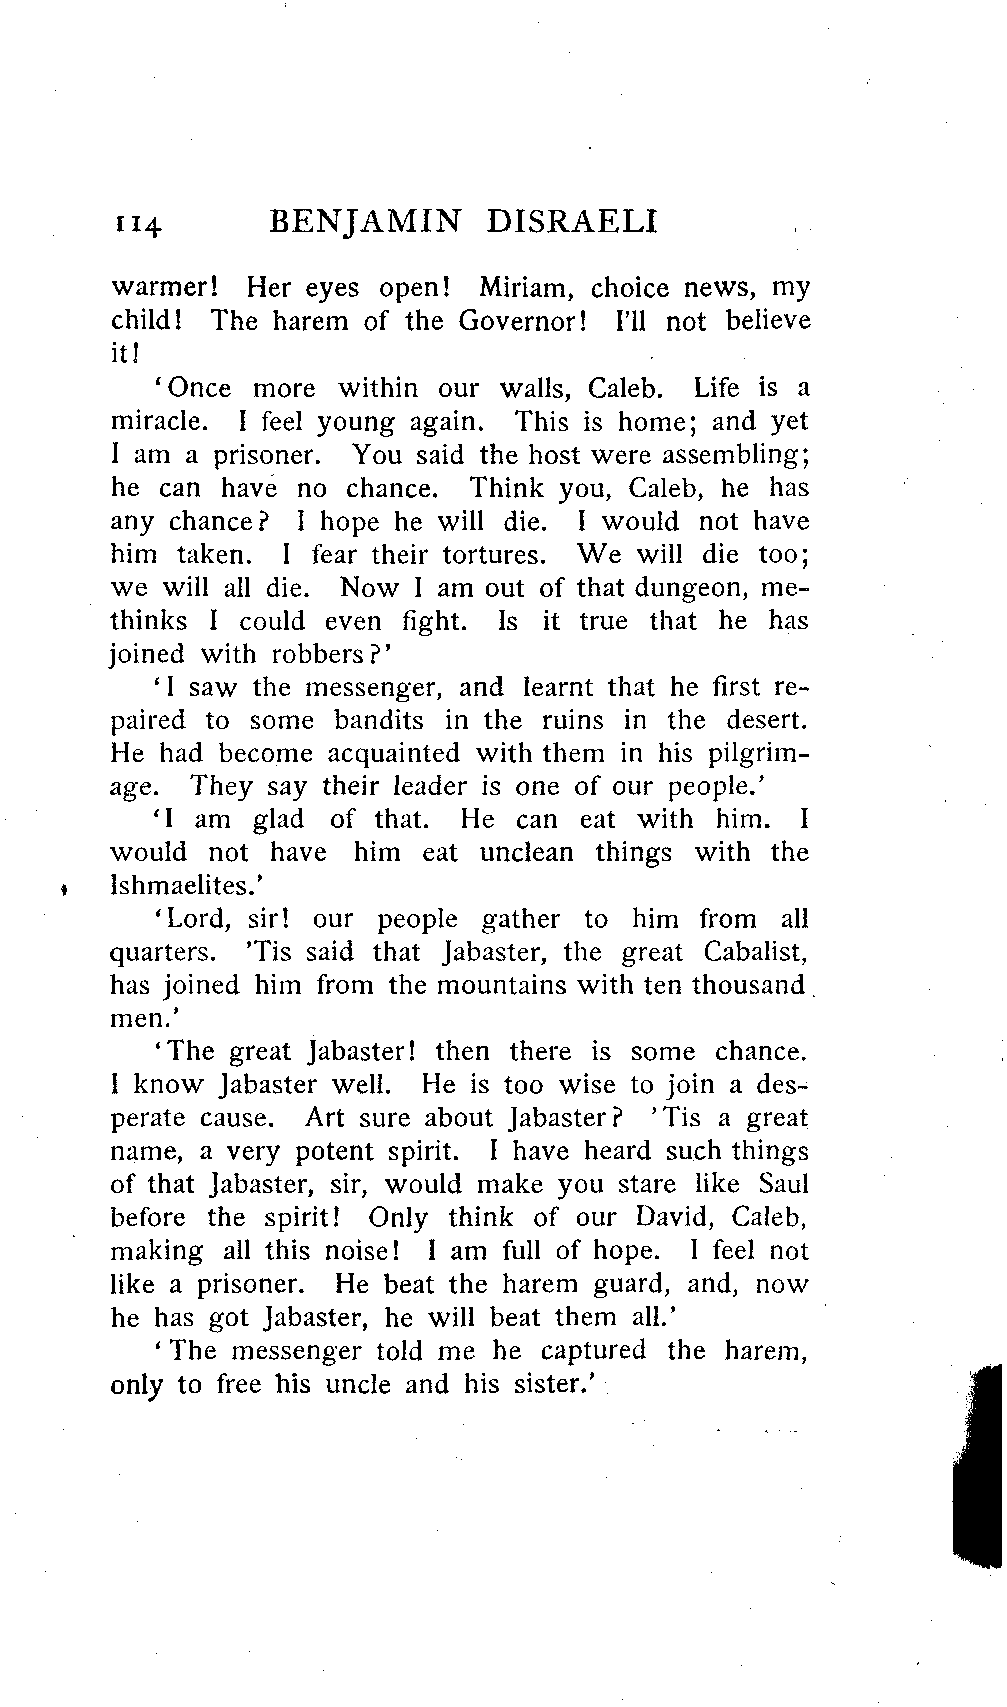 114 BENJAMIN DISRAELI
warmer! Her eyes open! Miriam, choice news, my
child! The harem of the Governor! I'll not believe
it!
'Once more within our walls, Caleb. Life is a
miracle. I feel young again. This is home; and yet
I am a prisoner. You said the host were assembling;
he can have no chance. Think you, Caleb, he has
any chance? I hope he will die. I would not have
him taken. I fear their tortures. We will die too;
we will all die. Now I am out of that dungeon, me-
thinks I could even fight. Is it true that he has
joined with robbers?'
'I saw the messenger, and learnt that he first re-
paired to some bandits in the ruins in the desert.
He had become acquainted with them in his pilgrim-
age. They say their leader is one of our people.'
'I am glad of that. He can eat with him. I
would not have him eat unclean things with the
Ishmaelites.'
'Lord, sir! our people gather to him from all
quarters. 'Tis said that Jabaster, the great Cabalist,
has joined him from the mountains with ten thousand
men.'
'The great Jabaster! then there is some chance.
I know Jabaster well. He is too wise to join a des-
perate cause. Art sure about Jabaster? 'Tis a great
name, a very potent spirit. I have heard such things
of that Jabaster, sir, would make you stare like Saul
before the spirit! Only think of our David, Caleb,
making all this noise! I am full of hope. I feel not
like a prisoner. He beat the harem guard, and, now
he has got Jabaster, he will beat them all.'
'The messenger told me he captured the harem,
only to free his uncle and his sister.'